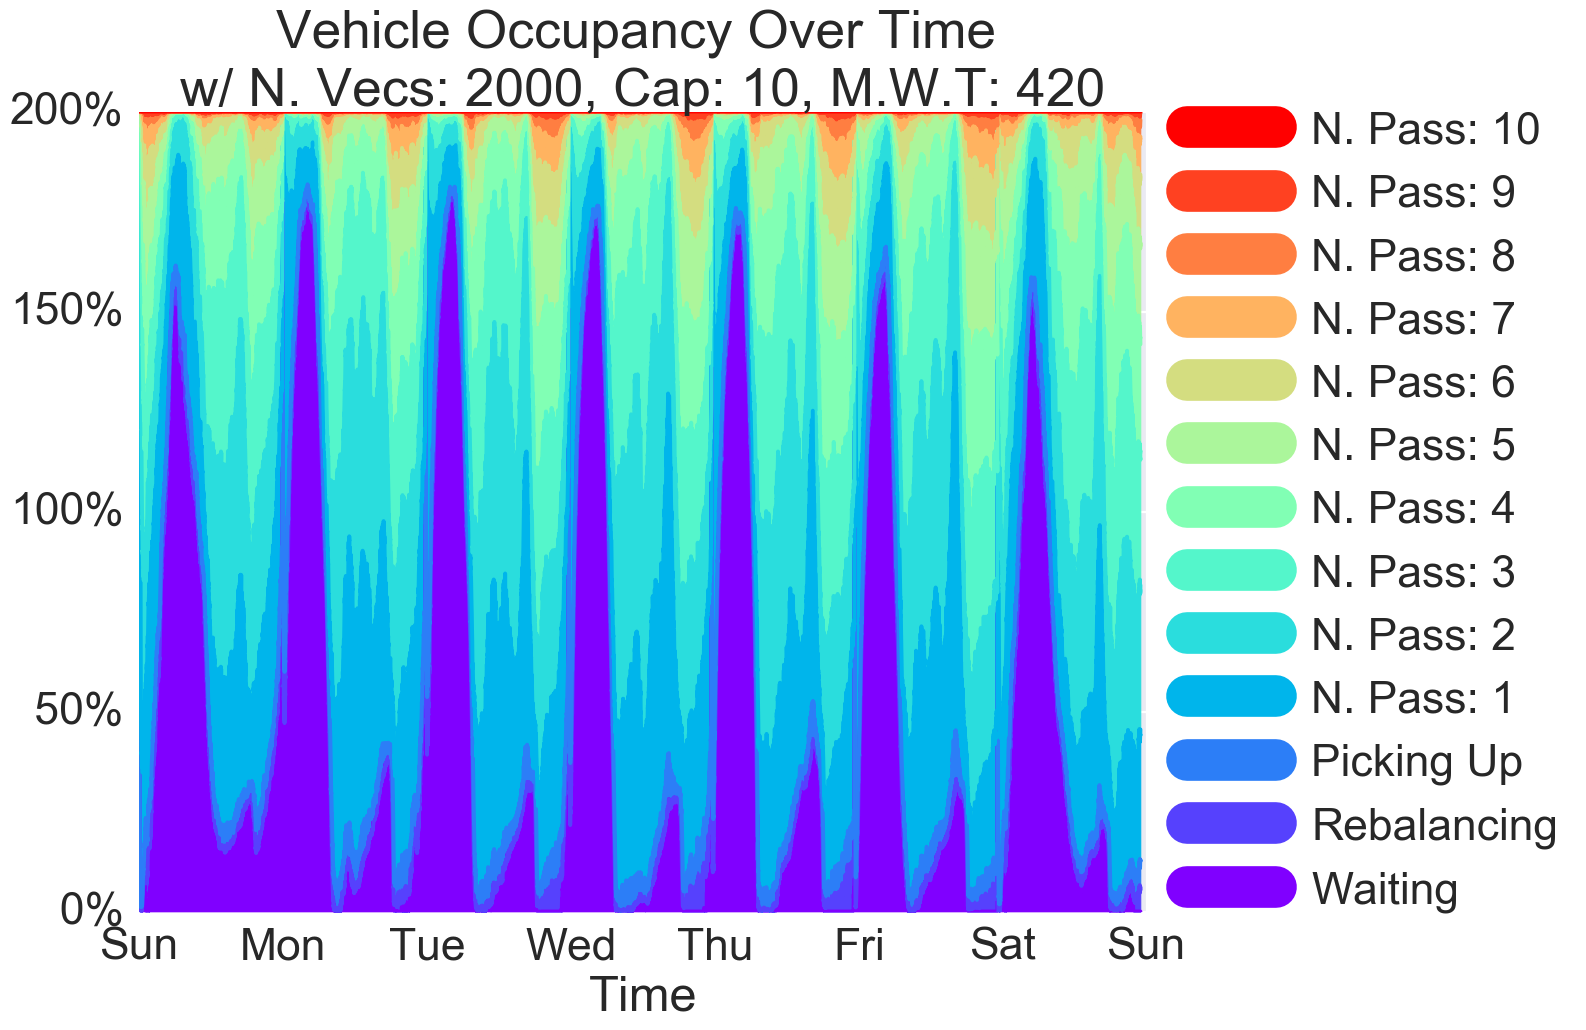 Vehicle Occupancy Over Time
w/ N. Vecs: 2000, Cap: 10, M.W.T: 420
200%
150%
100%
50%
0%
Sun Mon Tue Wed Thu Fri Sat Sun
Time
N. Pass: 10
N. Pass: 9
N. Pass: 8
N. Pass: 7
N. Pass: 6
N. Pass: 5
N. Pass: 4
N. Pass: 3
N. Pass: 2
N. Pass: 1
Picking Up
Rebalancing
Waiting